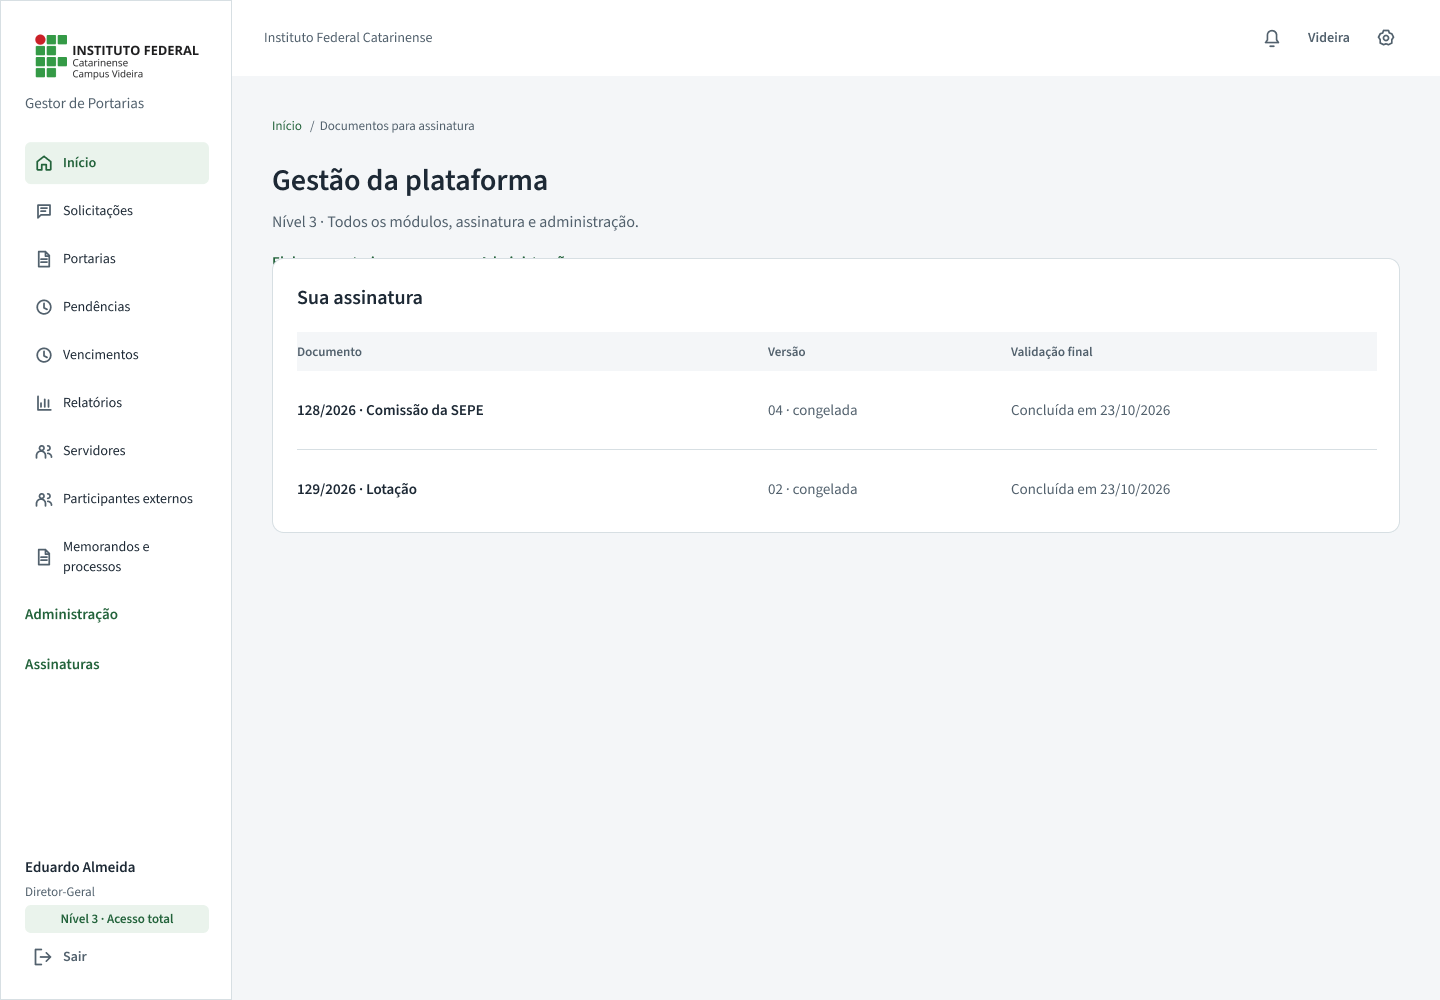 INSTITUTO FEDERAL
Catarinense
Campus Videira
Gestor de Portarias
Início
Solicitações
Portarias
Pendências
Vencimentos
Relatórios
Servidores
Participantes externos
Memorandos e
processos
Administração
Assinaturas
Eduardo Almeida
Diretor-Geral
Nível 3 · Acesso total
Sair
Instituto Federal Catarinense
Videira
Início / Documentos para assinatura
Gestão da plataforma
Nível 3 · Todos os módulos, assinatura e administração.
Sua assinatura
Documento Versão Validação final
128/2026 · Comissão da SEPE 04 · congelada Concluída em 23/10/2026
129/2026 · Lotação 02 · congelada Concluída em 23/10/2026